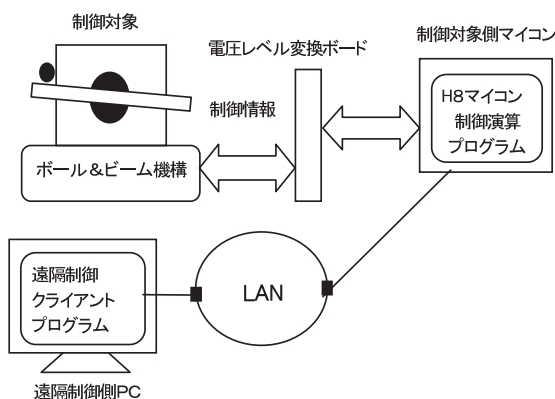 制御対象
電圧レベル変換ボード
制御対象側マイコン
制御情報
H8マイコン
制御演算
プログラム
ボール&ビーム機構
遠隔制御
クライアント
プログラム
LAN
遠隔制御側PC